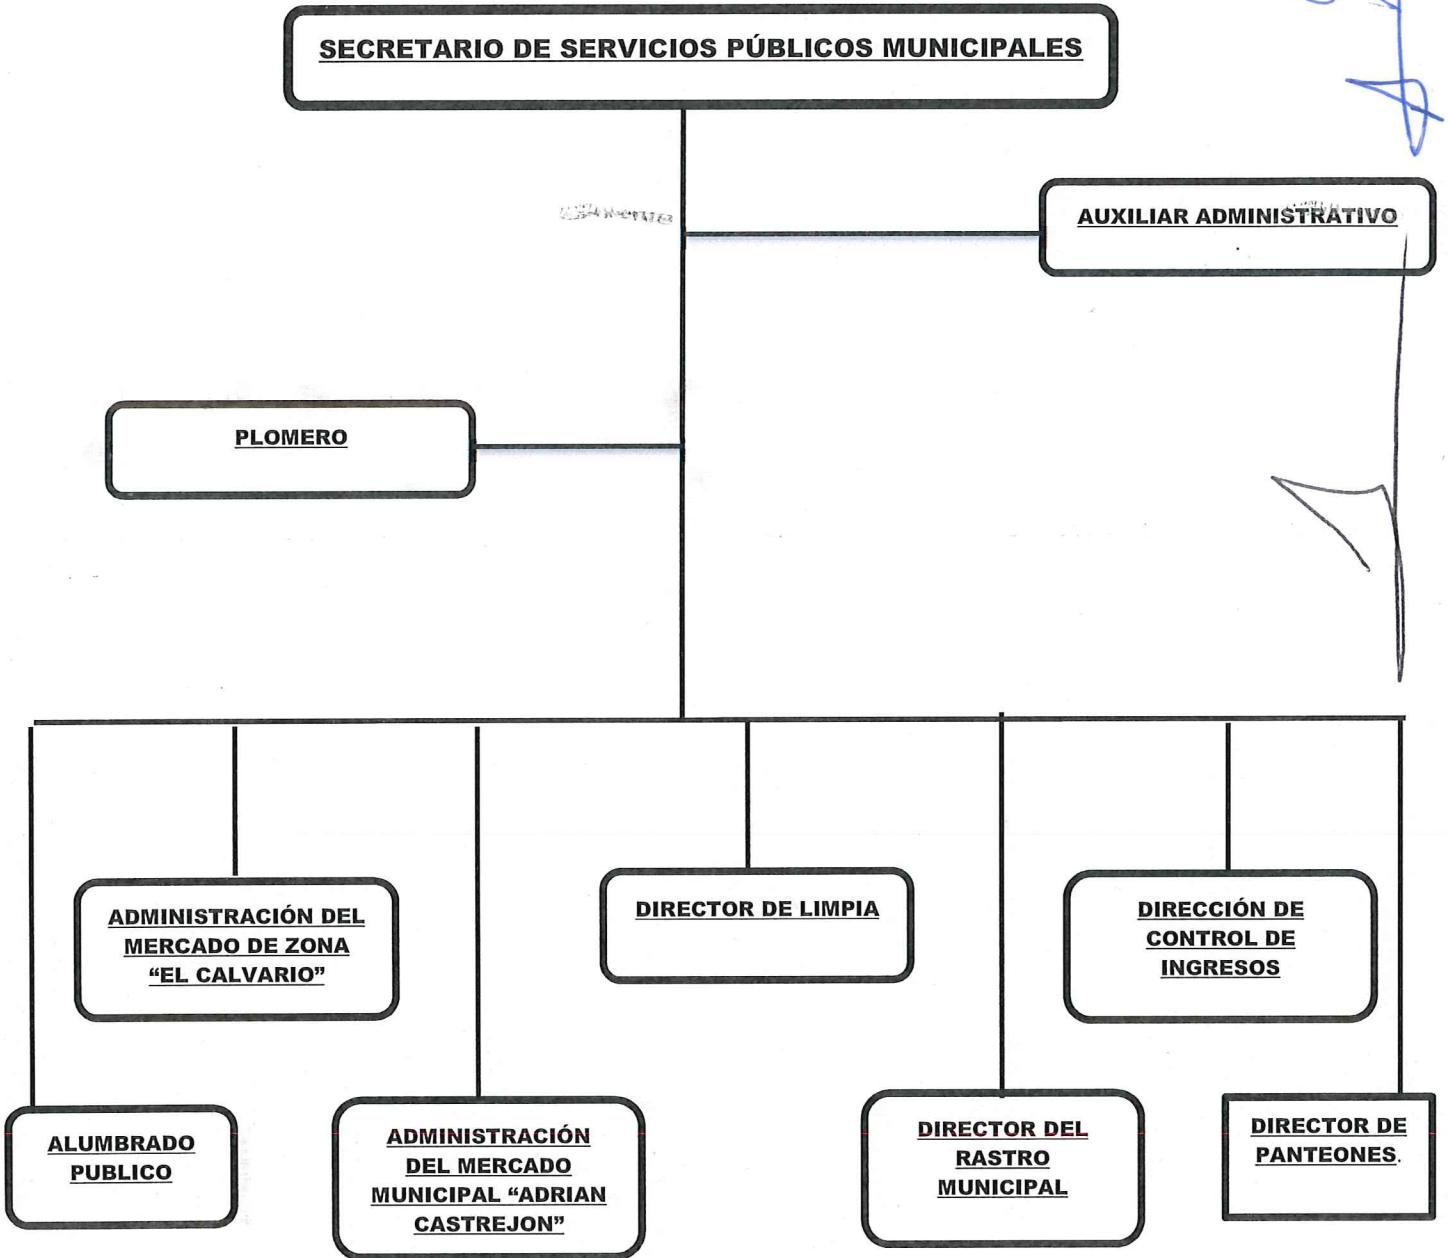 SECRETARIO DE SERVICIOS PÚBLICOS MUNICIPALES
AUXILIAR ADMINISTRATIVO
PLOMERO
ADMINISTRACIÓN DEL
MERCADO DE ZONA
“EL CALVARIO”
DIRECTOR DE LIMPIA
DIRECCIÓN DE
CONTROL DE
INGRESOS
ALUMBRADO
PUBLICO
ADMINISTRACIÓN
DEL MERCADO
MUNICIPAL “ADRIAN
CASTREJON”
DIRECTOR DEL
RASTRO
MUNICIPAL
DIRECTOR DE
PANTEONES.